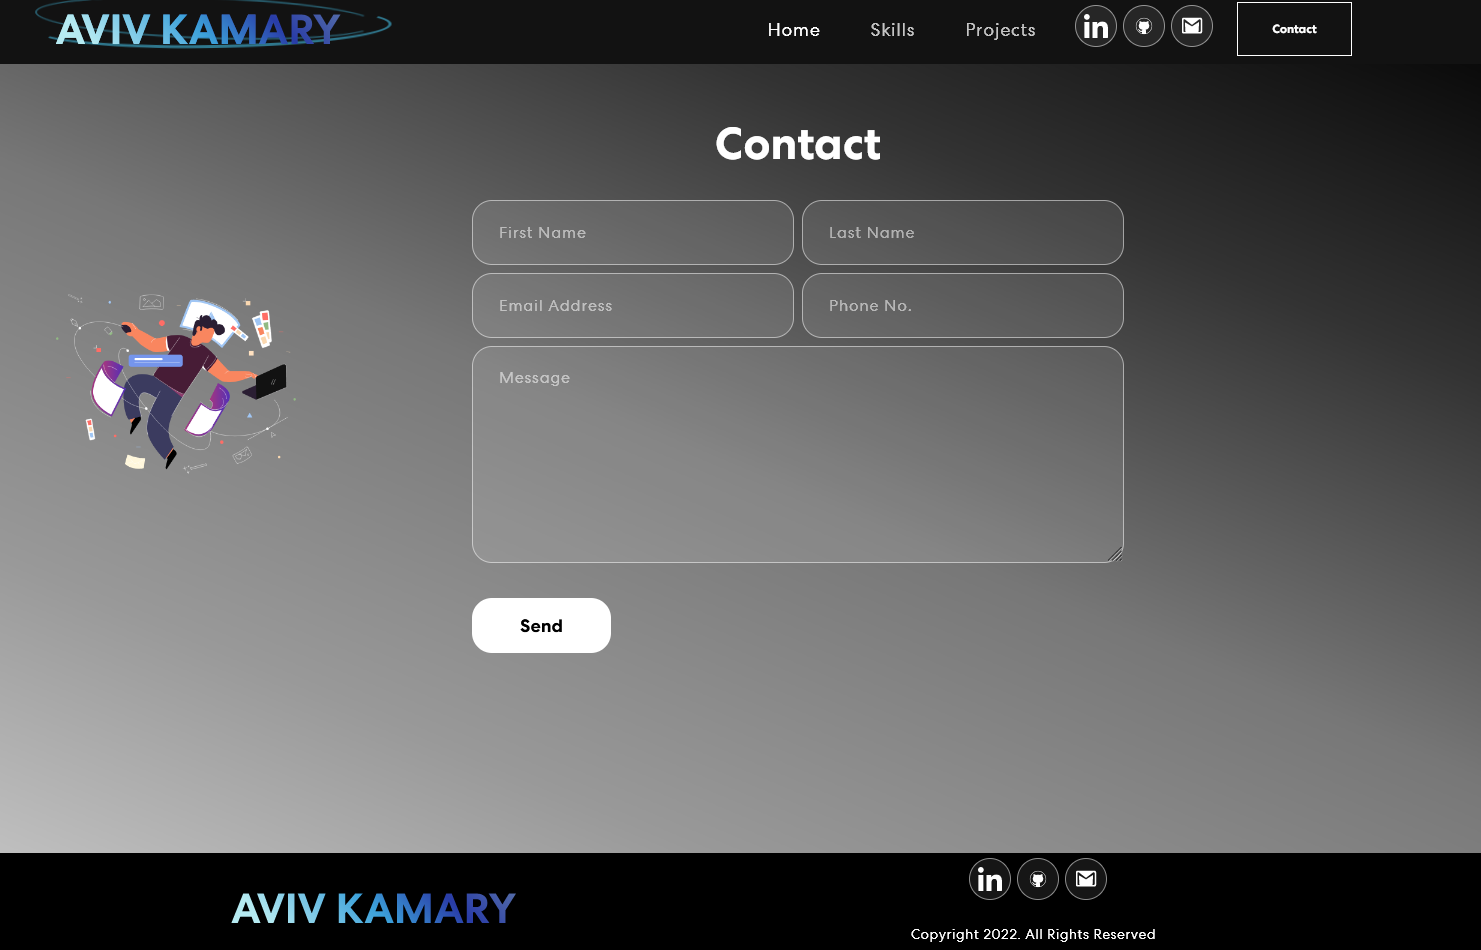 AVIV KAMARY
Home Skills Projects in Contact
Contact
First Name Last Name
Email Address Phone No.
Message
Send
in
AVIV KAMARY
Copyright 2022. All Rights Reserved